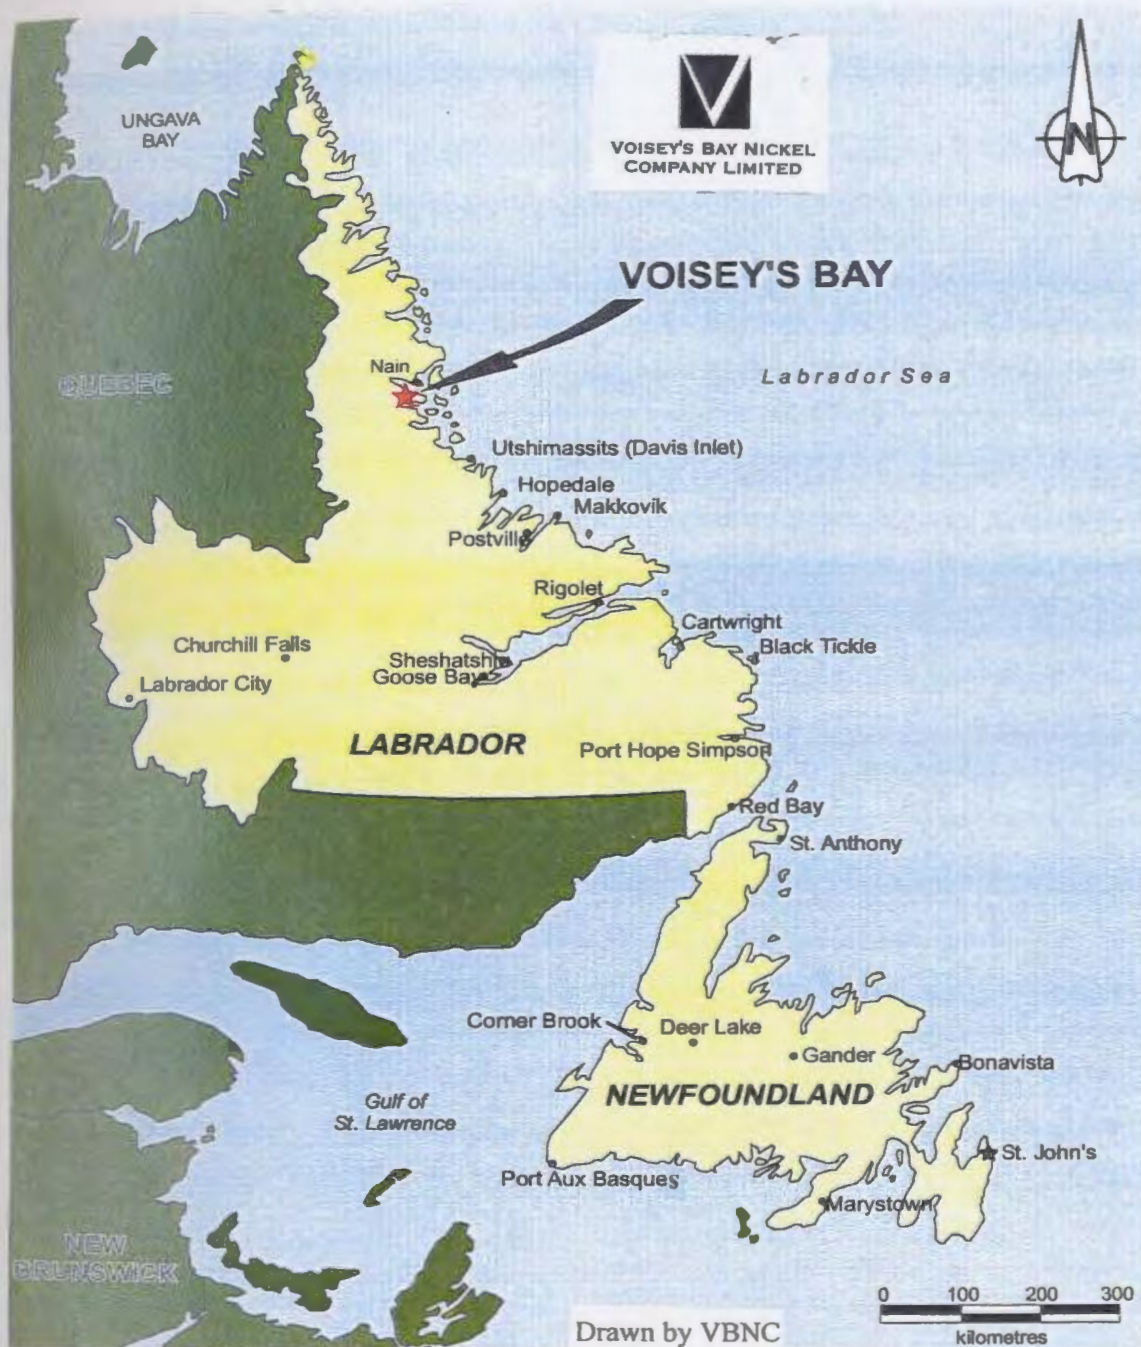 UNGAVA
BAY
VOISEY'S BAY NICKEL
COMPANY LIMITED
N
VOISEY'S BAY
Nain
QUEBEC
Labrador Sea
Utshimassits (Davis Inlet)
Hopedale
Makkovik
Postville
Rigolet
Cartwright
Churchill Falls
Sheshatshiu
Black Tickle
Goose Bay
Labrador City
LABRADOR
Port Hope Simpson
Red Bay
St. Anthony
Corner Brook
Deer Lake
Gander
Bonavista
NEWFOUNDLAND
Gulf of
St. Lawrence
St. John's
Port Aux Basques
Marystown
NEW
BRUNSWICK
0 100 200 300
kilometres
Drawn by VBNC